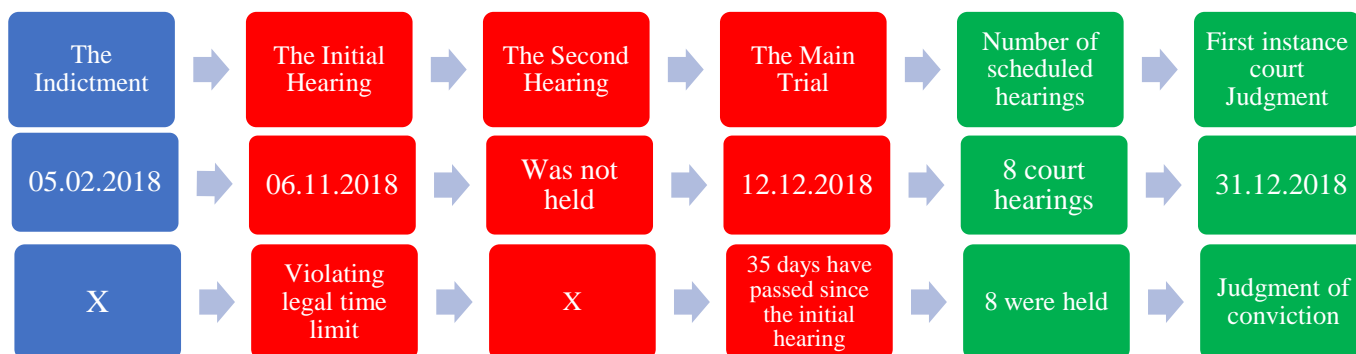 The
Indictment
The Initial
Hearing
The Second
Hearing
The Main
Trial
Number of
scheduled
hearings
First instance
court
Judgment
05.02.2018
06.11.2018
Was not
held
12.12.2018
8 court
hearings
31.12.2018
X
Violating
legal time
limit
X
35 days have
passed since
the initial
hearing
8 were held
Judgment of
conviction